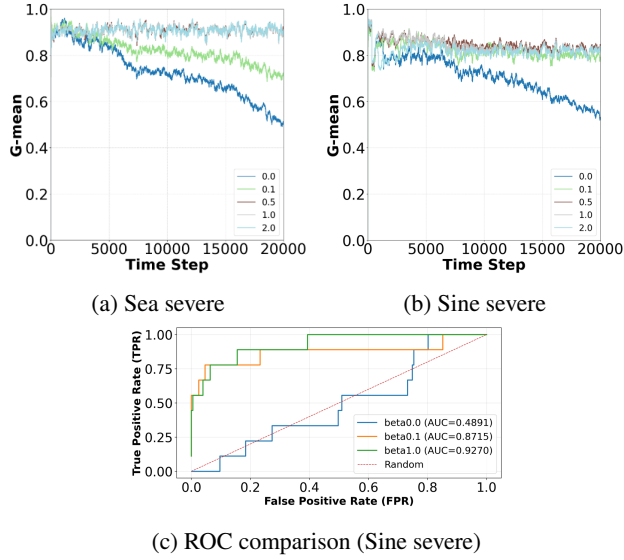 G-mean
1.0
0.8
0.6
0.4
0.2
0.0
0 5000 10000 15000 20000
Time Step
0.0
0.1
0.5
1.0
2.0
(a) Sea severe
G-mean
1.0
0.8
0.6
0.4
0.2
0.0
0 5000 10000 15000 20000
Time Step
0.0
0.1
0.5
1.0
2.0
(b) Sine severe
True Positive Rate (TPR)
1.00
0.75
0.50
0.25
0.00
0.0 0.2 0.4 0.6 0.8 1.0
False Positive Rate (FPR)
beta0.0 (AUC=0.4891)
beta0.1 (AUC=0.8715)
beta1.0 (AUC=0.9270)
Random
(c) ROC comparison (Sine severe)